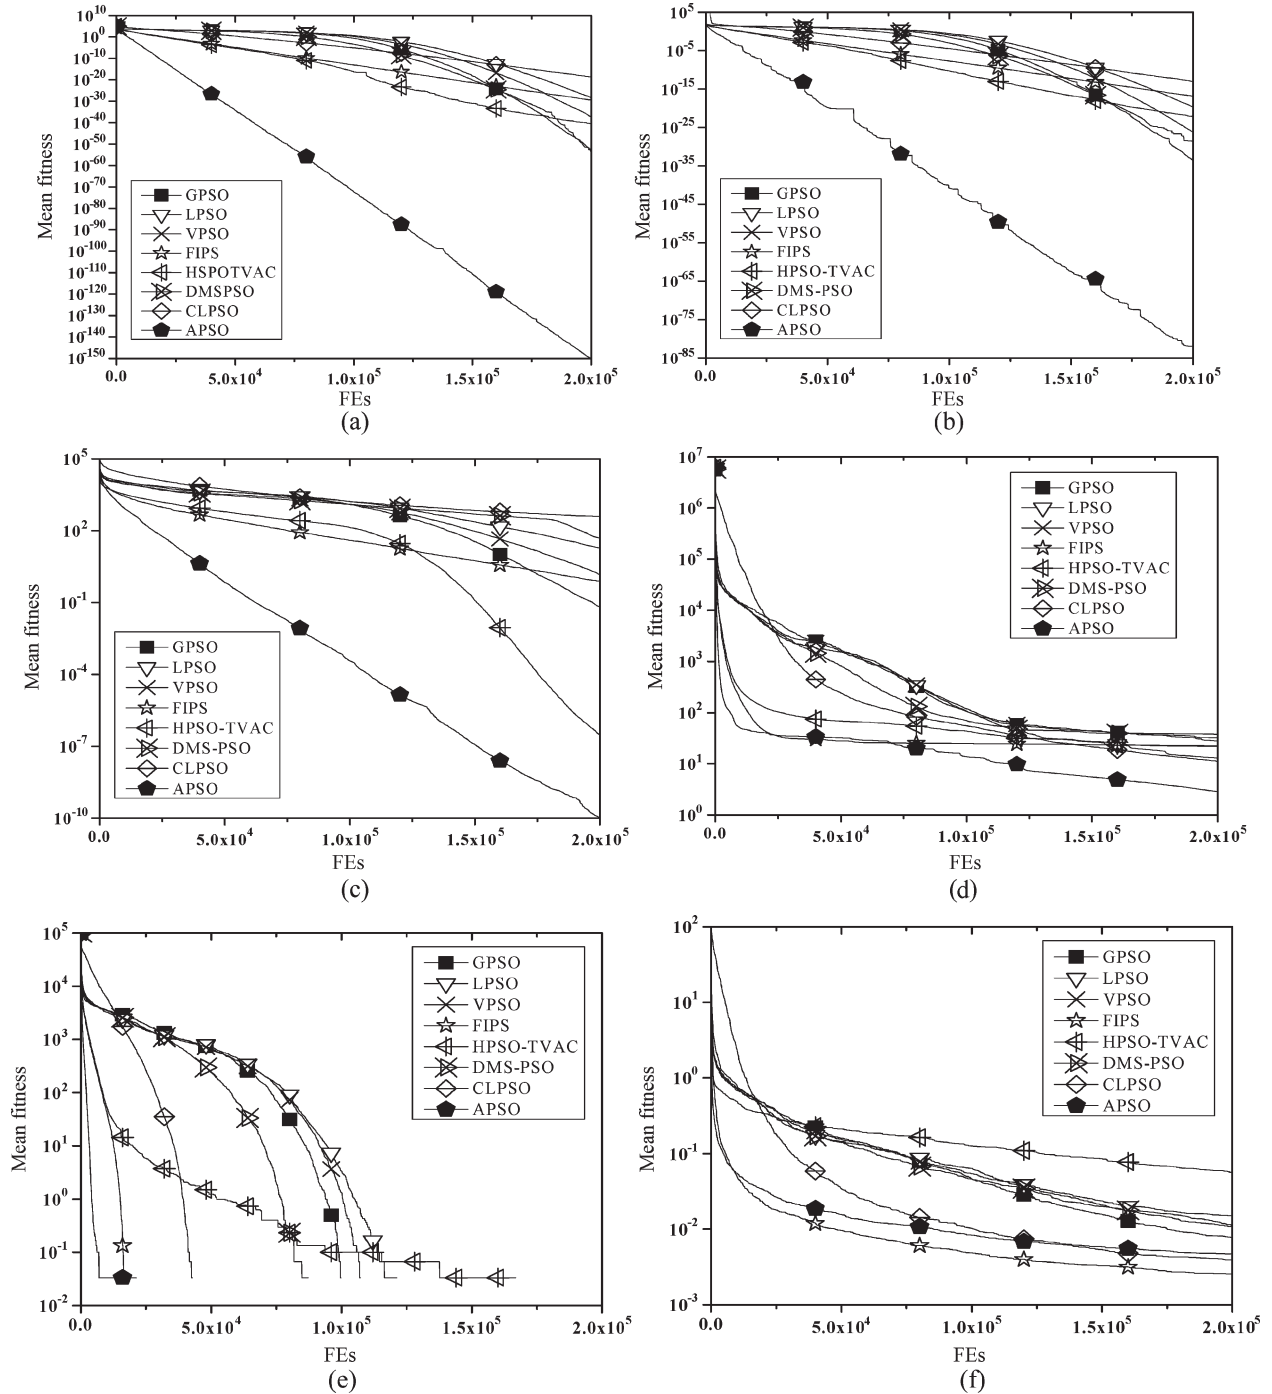 10^10
10^0
10^-10
10^-20
10^-30
10^-40
10^-50
10^-60
10^-70
10^-80
10^-90
10^-100
10^-110
10^-120
10^-130
10^-140
10^-150
Mean fitness
GPSO
LPSO
VPSO
FIPS
HSPOTVAC
DMSPSO
CLPSO
APSO
0.0
5.0x10^4
1.0x10^5
1.5x10^5
2.0x10^5
FEs
(a)
10^5
10^-5
10^-15
10^-25
10^-35
10^-45
10^-55
10^-65
10^-75
10^-85
Mean fitness
GPSO
LPSO
VPSO
FIPS
HPSO-TVAC
DMS-PSO
CLPSO
APSO
0.0
5.0x10^4
1.0x10^5
1.5x10^5
2.0x10^5
FEs
(b)
10^5
10^2
10^-1
10^-4
10^-7
10^-10
Mean fitness
GPSO
LPSO
VPSO
FIPS
HPSO-TVAC
DMS-PSO
CLPSO
APSO
0.0
5.0x10^4
1.0x10^5
1.5x10^5
2.0x10^5
FEs
(c)
10^7
10^6
10^5
10^4
10^3
10^2
10^1
10^0
Mean fitness
GPSO
LPSO
VPSO
FIPS
HPSO-TVAC
DMS-PSO
CLPSO
APSO
0.0
5.0x10^4
1.0x10^5
1.5x10^5
2.0x10^5
FEs
(d)
10^5
10^4
10^3
10^2
10^1
10^0
10^-1
10^-2
Mean fitness
GPSO
LPSO
VPSO
FIPS
HPSO-TVAC
DMS-PSO
CLPSO
APSO
0.0
5.0x10^4
1.0x10^5
1.5x10^5
2.0x10^5
FEs
(e)
10^2
10^1
10^0
10^-1
10^-2
10^-3
Mean fitness
GPSO
LPSO
VPSO
FIPS
HPSO-TVAC
DMS-PSO
CLPSO
APSO
0.0
5.0x10^4
1.0x10^5
1.5x10^5
2.0x10^5
FEs
(f)